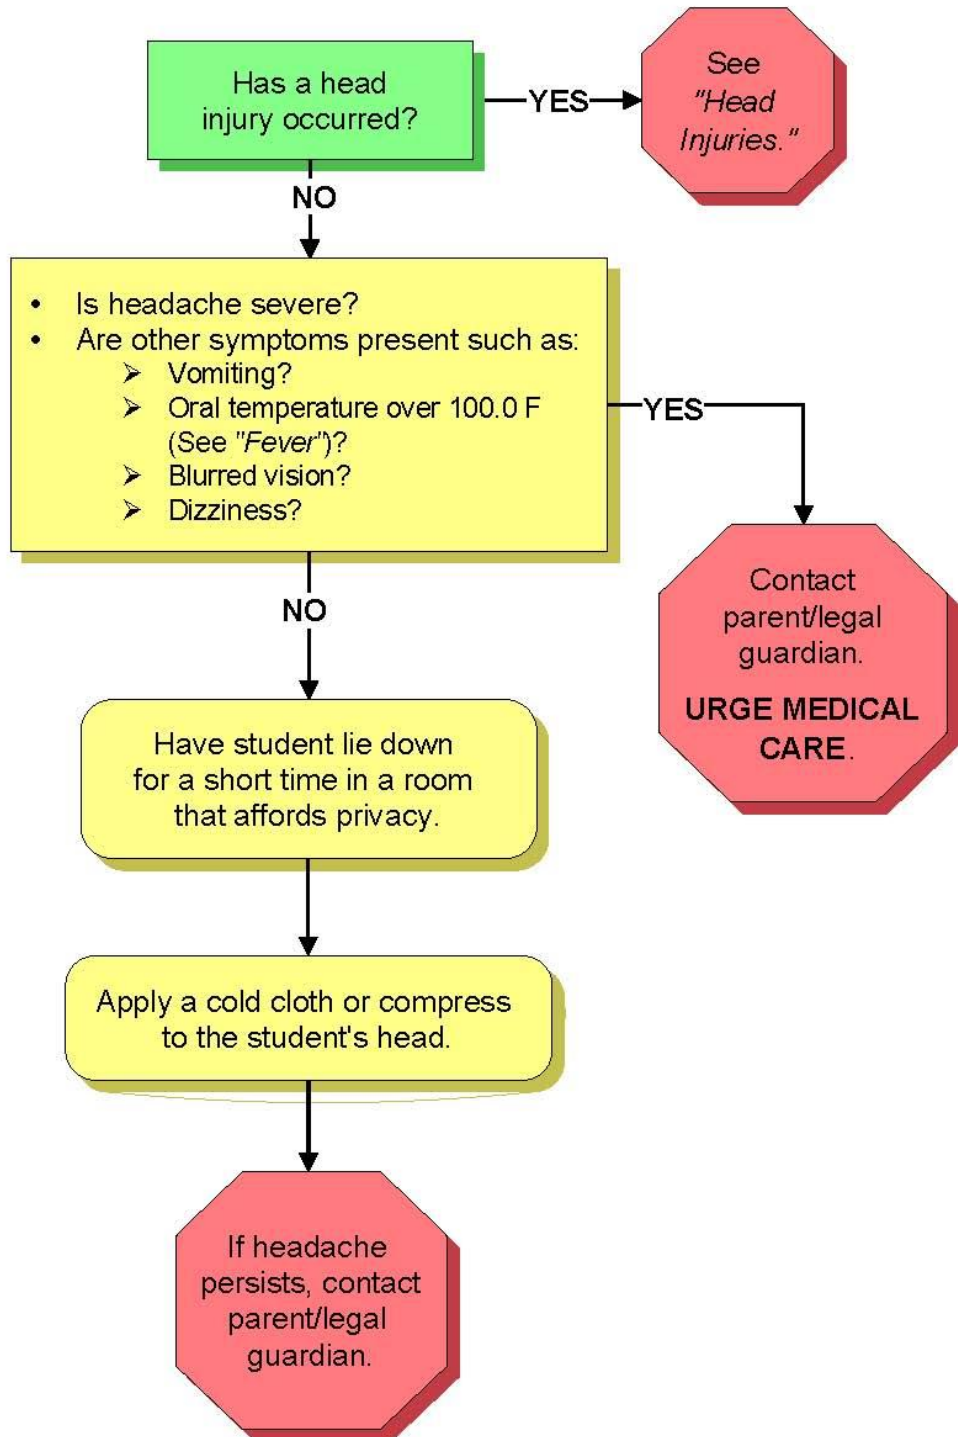 Has a head
injury occurred?
YES
See
"Head
Injuries."
NO
• Is headache severe?
• Are other symptoms present such as:
➢ Vomiting?
➢ Oral temperature over 100.0 F
(See "Fever")?
➢ Blurred vision?
➢ Dizziness?
YES
Contact
parent/legal
guardian.
URGE MEDICAL
CARE.
NO
Have student lie down
for a short time in a room
that affords privacy.
Apply a cold cloth or compress
to the student's head.
If headache
persists, contact
parent/legal
guardian.